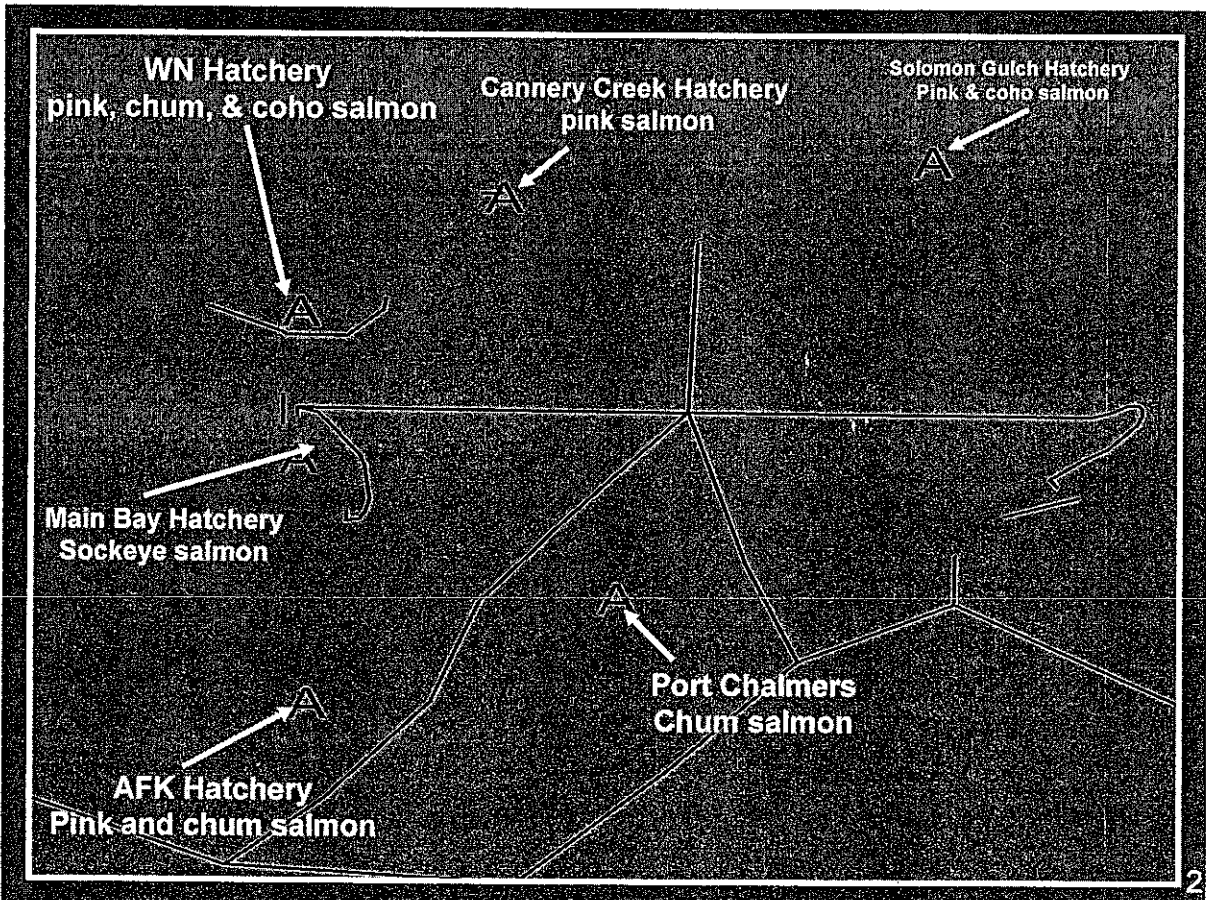 WN Hatchery
pink, chum, & coho salmon
Cannery Creek Hatchery
pink salmon
Solomon Gulch Hatchery
Pink & coho salmon
A
A
A
A
Main Bay Hatchery
Sockeye salmon
A
Port Chalmers
Chum salmon
A
AFK Hatchery
Pink and chum salmon
2